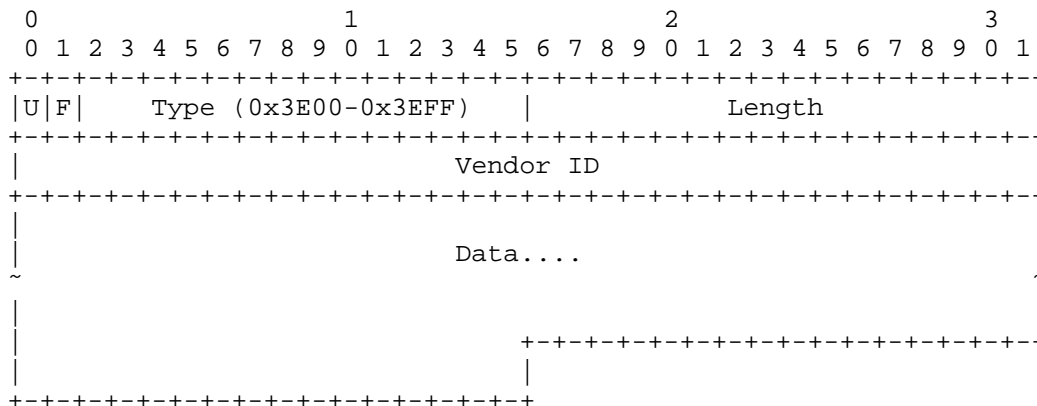 0                   1                   2                   3
 0 1 2 3 4 5 6 7 8 9 0 1 2 3 4 5 6 7 8 9 0 1 2 3 4 5 6 7 8 9 0 1
+-+-+-+-+-+-+-+-+-+-+-+-+-+-+-+-+-+-+-+-+-+-+-+-+-+-+-+-+-+-+-+-
|U|F|    Type (0x3E00-0x3EFF)   |            Length
+-+-+-+-+-+-+-+-+-+-+-+-+-+-+-+-+-+-+-+-+-+-+-+-+-+-+-+-+-+-+-+-
|                           Vendor ID
+-+-+-+-+-+-+-+-+-+-+-+-+-+-+-+-+-+-+-+-+-+-+-+-+-+-+-+-+-+-+-+-
|
|                           Data....
~                                                               ~
|
|                               +-+-+-+-+-+-+-+-+-+-+-+-+-+-+-+-
|                               |
+-+-+-+-+-+-+-+-+-+-+-+-+-+-+-+-+